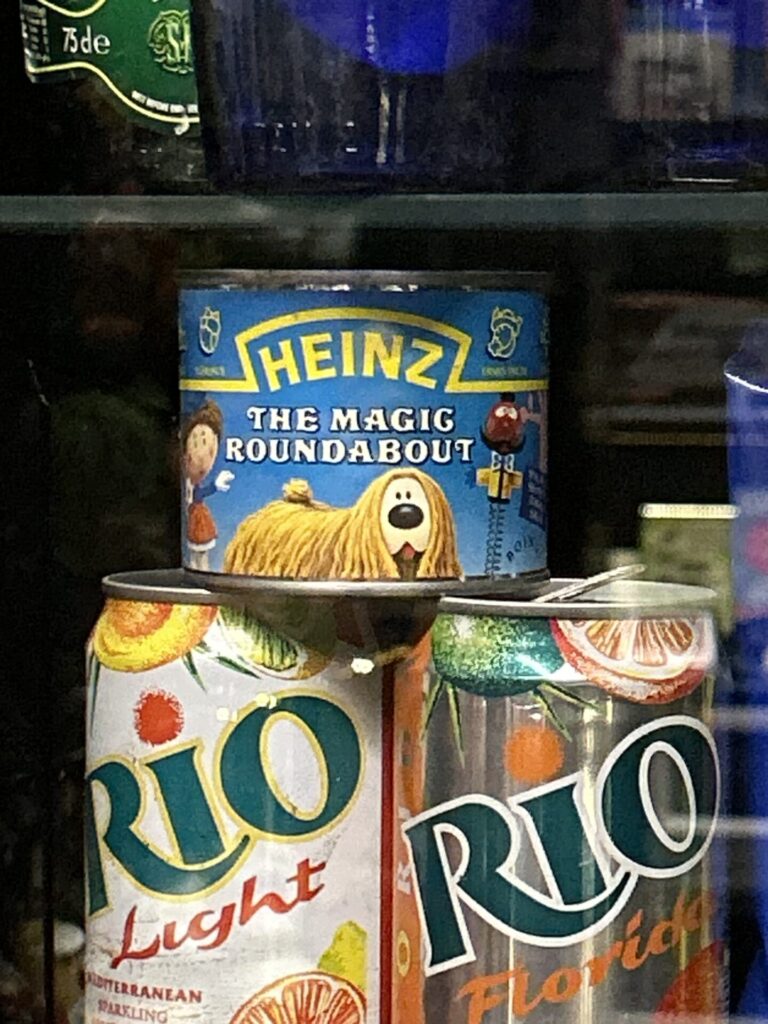 75cle
HEINZ
THE MAGIC
ROUNDABOUT
RIO
Light
MEDITERRANEAN
SPARKLING
RIO
Florida